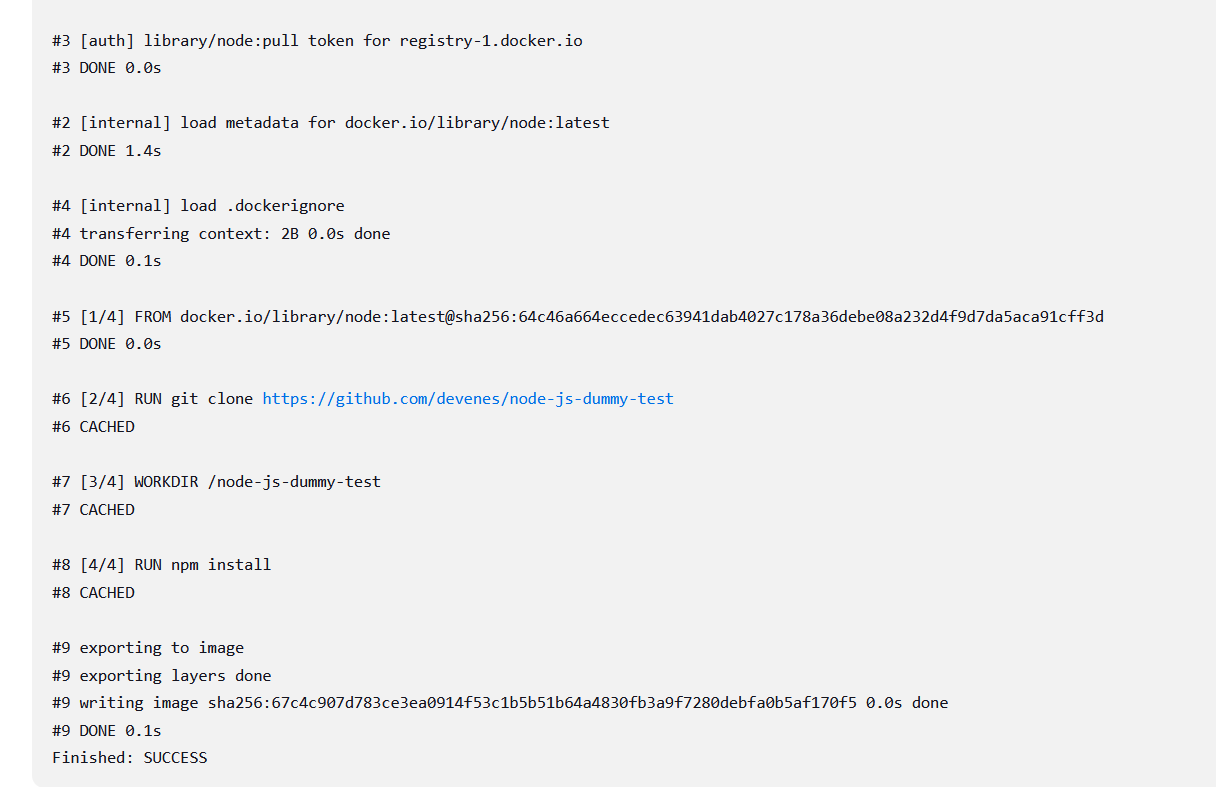 #3 [auth] library/node:pull token for registry-1.docker.io
#3 DONE 0.0s
#2 [internal] load metadata for docker.io/library/node:latest
#2 DONE 1.4s
#4 [internal] load .dockerignore
#4 transferring context: 2B 0.0s done
#4 DONE 0.1s
#5 [1/4] FROM docker.io/library/node:latest@sha256:64c46a664eccedec63941dab4027c178a36debe08a232d4f9d7da5aca91cff3d
#5 DONE 0.0s
#6 [2/4] RUN git clone https://github.com/devenes/node-js-dummy-test
#6 CACHED
#7 [3/4] WORKDIR /node-js-dummy-test
#7 CACHED
#8 [4/4] RUN npm install
#8 CACHED
#9 exporting to image
#9 exporting layers done
#9 writing image sha256:67c4c907d783ce3ea0914f53c1b5b51b64a4830fb3a9f7280debfa0b5af170f5 0.0s done
#9 DONE 0.1s
Finished: SUCCESS